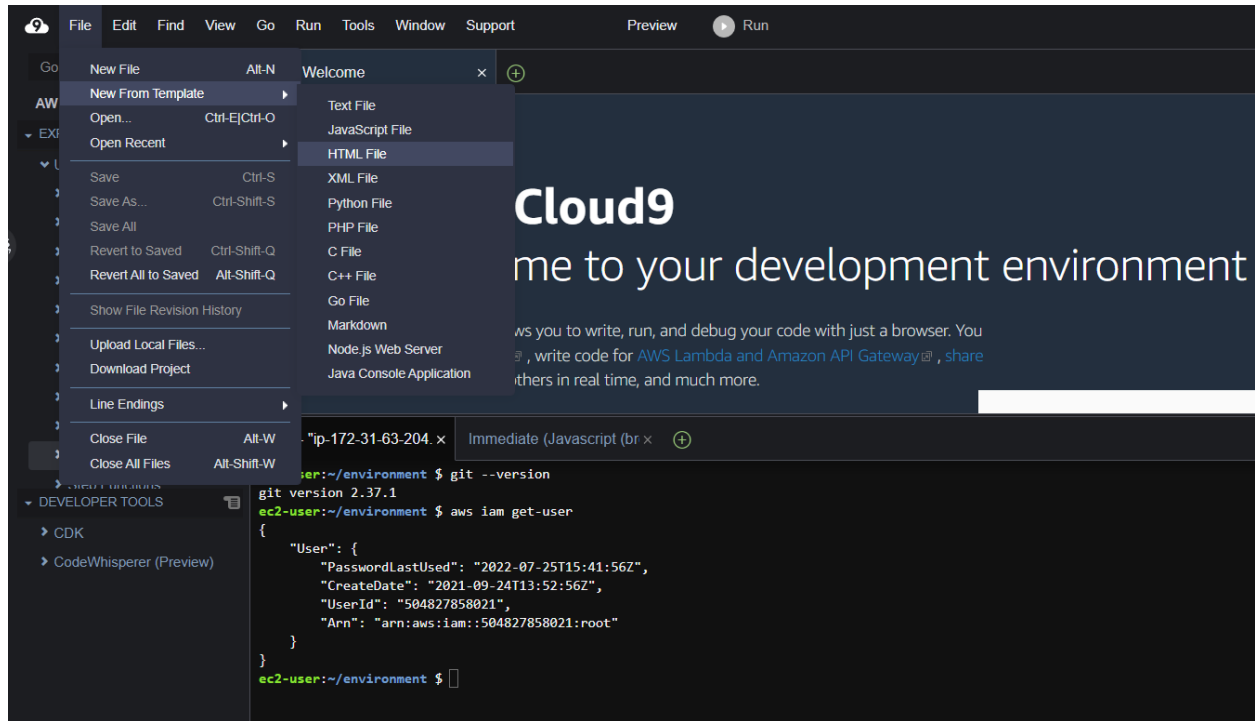 File Edit Find View Go Run Tools Window Support Preview Run
Go
AW
EXP
U
DEVELOPER TOOLS
CDK
CodeWhisperer (Preview)
New File Alt-N
New From Template
Open... Ctrl-E|Ctrl-O
Open Recent
Save Ctrl-S
Save As... Ctrl-Shift-S
Save All
Revert to Saved Ctrl-Shift-Q
Revert All to Saved Alt-Shift-Q
Show File Revision History
Upload Local Files...
Download Project
Line Endings
Close File Alt-W
Close All Files Alt-Shift-W
Text File
JavaScript File
HTML File
XML File
Python File
PHP File
C File
C++ File
Go File
Markdown
Node.js Web Server
Java Console Application
Welcome
Cloud9
me to your development environment
ws you to write, run, and debug your code with just a browser. You
, write code for AWS Lambda and Amazon API Gateway , share
others in real time, and much more.
"ip-172-31-63-204. Immediate (Javascript (br
ser:~/environment $ git --version
git version 2.37.1
ec2-user:~/environment $ aws iam get-user
{
"User": {
"PasswordLastUsed": "2022-07-25T15:41:56Z",
"CreateDate": "2021-09-24T13:52:56Z",
"UserId": "504827858021",
"Arn": "arn:aws:iam::504827858021:root"
}
}
ec2-user:~/environment $